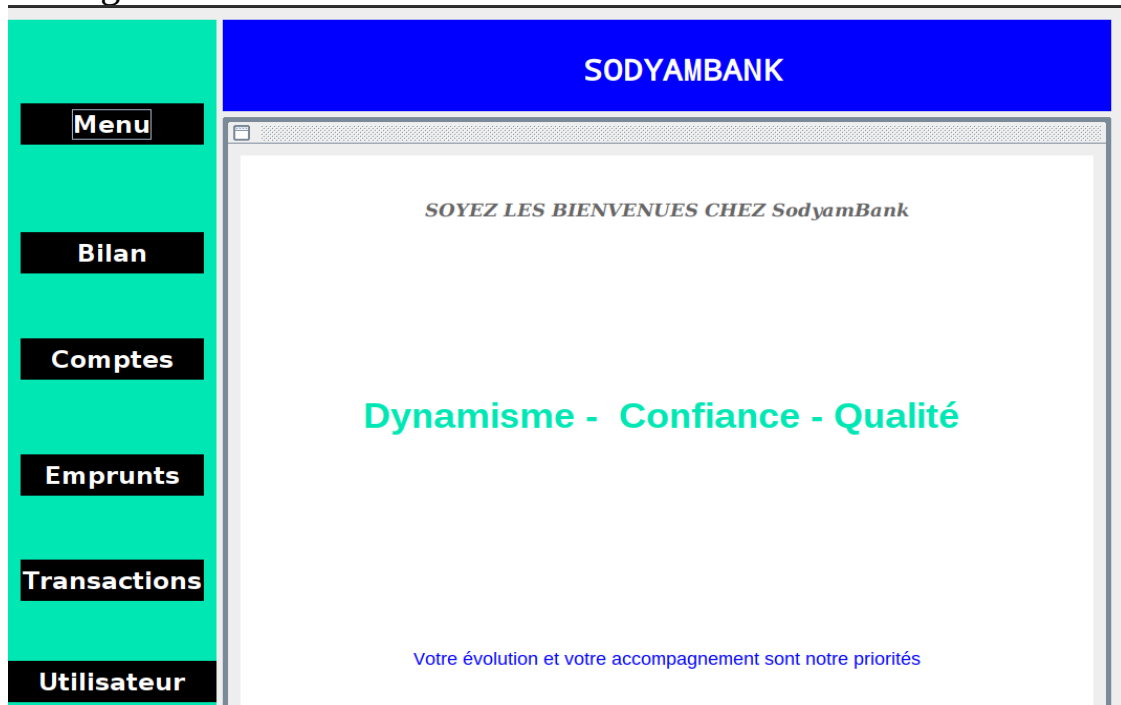 SODYAMBANK
Menu
Bilan
Comptes
Emprunts
Transactions
Utilisateur
SOYEZ LES BIENVENUES CHEZ SodyamBank
Dynamisme - Confiance - Qualité
Votre évolution et votre accompagnement sont notre priorités